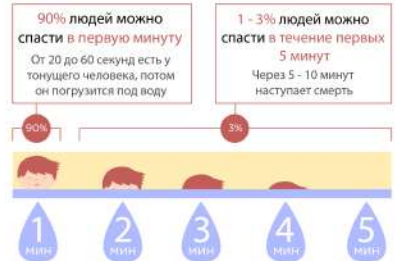 90% людей можно
спасти в первую минуту
От 20 до 60 секунд есть у
тонущего человека, потом
он погрузится под воду
1 - 3% людей можно
спасти в течение первых
5 минут
Через 5 - 10 минут
наступает смерть
90%
3%
1 мин
2 мин
3 мин
4 мин
5 мин